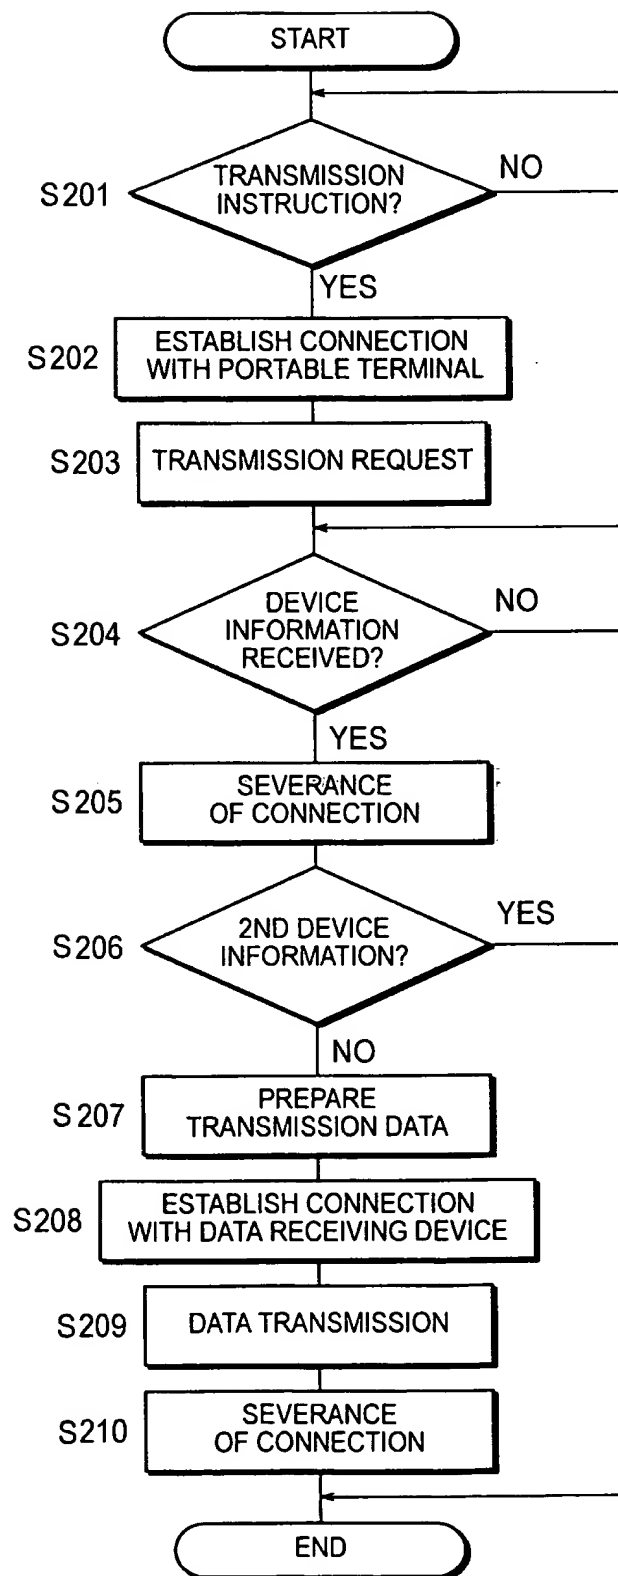 START
S201
TRANSMISSION
INSTRUCTION?
NO
YES
S202
ESTABLISH CONNECTION
WITH PORTABLE TERMINAL
S203
TRANSMISSION REQUEST
S204
DEVICE
INFORMATION
RECEIVED?
NO
YES
S205
SEVERANCE
OF CONNECTION
S206
2ND DEVICE
INFORMATION?
YES
NO
S207
PREPARE
TRANSMISSION DATA
S208
ESTABLISH CONNECTION
WITH DATA RECEIVING DEVICE
S209
DATA TRANSMISSION
S210
SEVERANCE
OF CONNECTION
END